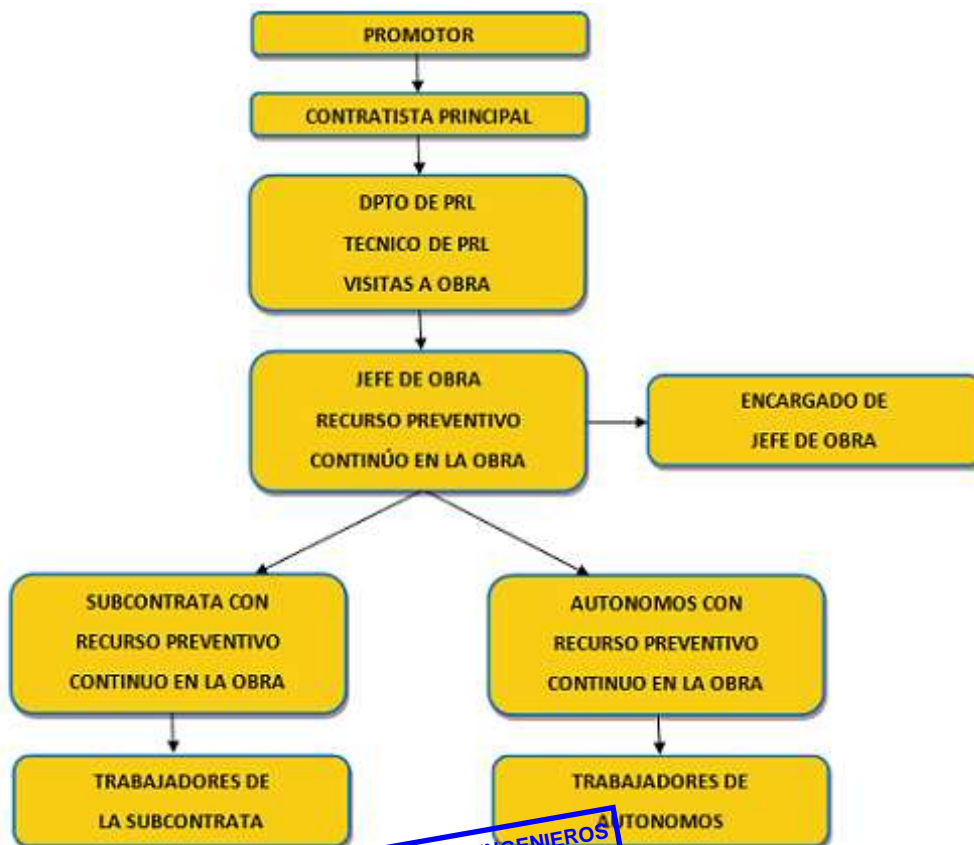 PROMOTOR
CONTRATISTA PRINCIPAL
DPTO DE PRL
TECNICO DE PRL
VISITAS A OBRA
JEFE DE OBRA
RECURSO PREVENTIVO
CONTINÚO EN LA OBRA
ENCARGADO DE
JEFE DE OBRA
SUBCONTRATA CON
RECURSO PREVENTIVO
CONTINUO EN LA OBRA
AUTONOMOS CON
RECURSO PREVENTIVO
CONTINUO EN LA OBRA
TRABAJADORES DE
LA SUBCONTRATA
TRABAJADORES DE
AUTONOMOS
INGENIEROS